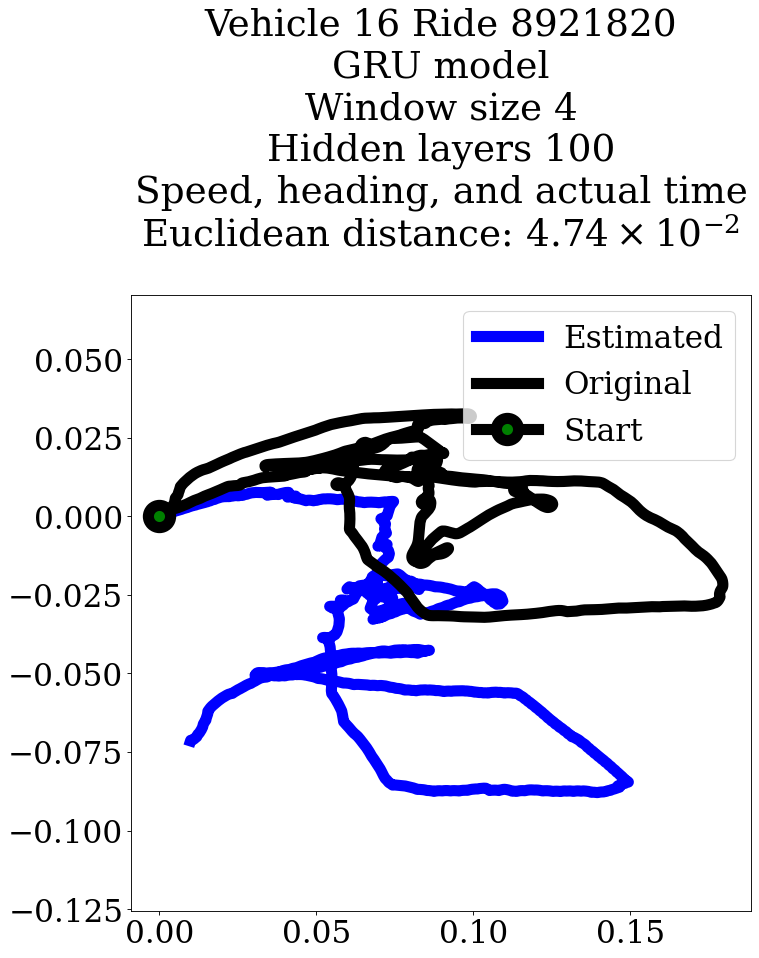 Vehicle 16 Ride 8921820
GRU model
Window size 4
Hidden layers 100
Speed, heading, and actual time
Euclidean distance: 4.74 × 10⁻²
Estimated
Original
Start
0.050
0.025
0.000
−0.025
−0.050
−0.075
−0.100
−0.125
0.00 0.05 0.10 0.15